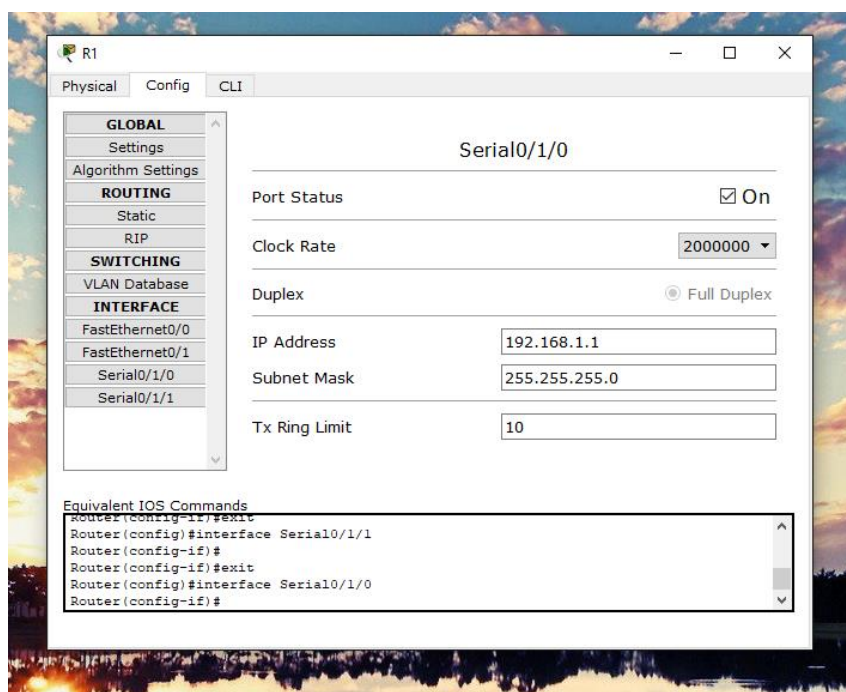 R1
Physical Config CLI
GLOBAL
Settings
Algorithm Settings
ROUTING
Static
RIP
SWITCHING
VLAN Database
INTERFACE
FastEthernet0/0
FastEthernet0/1
Serial0/1/0
Serial0/1/1
Serial0/1/0
Port Status On
Clock Rate 2000000
Duplex Full Duplex
IP Address 192.168.1.1
Subnet Mask 255.255.255.0
Tx Ring Limit 10
Equivalent IOS Commands
Router(config-if)#exit
Router(config)#interface Serial0/1/1
Router(config-if)#
Router(config-if)#exit
Router(config)#interface Serial0/1/0
Router(config-if)#